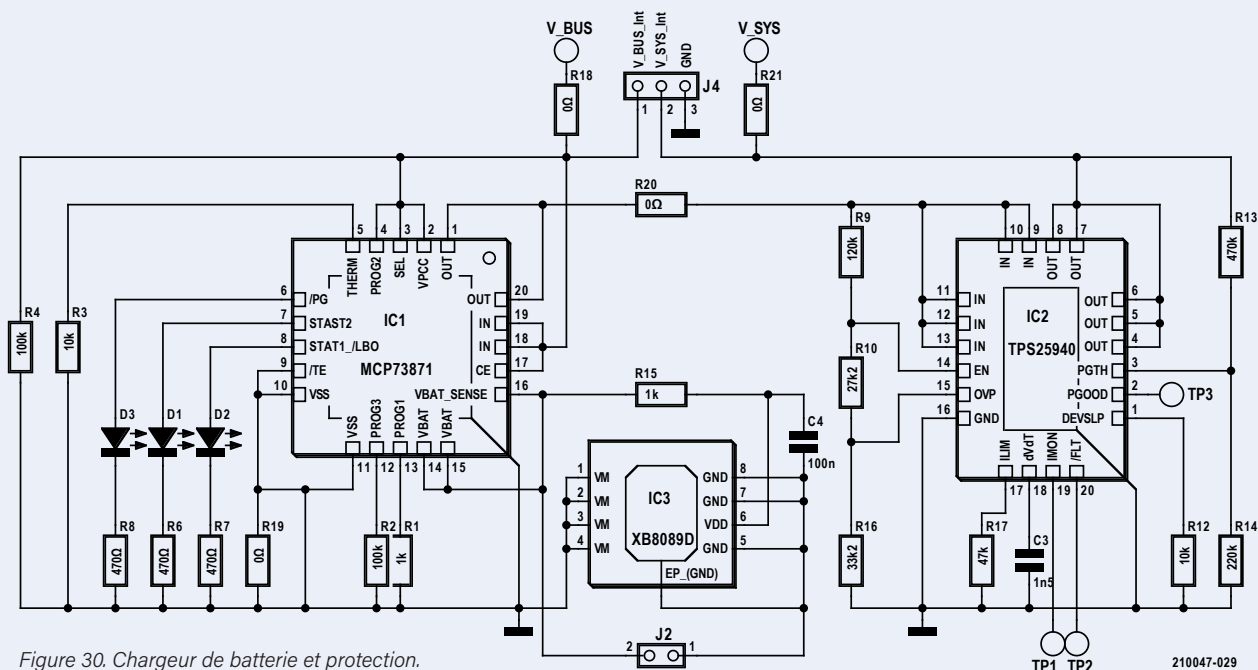 V_BUS
V_BUS_Int
V_SYS_Int
GND
V_SYS
R18
0Ω
J4
1 2 3
R21
0Ω
R20
0Ω
R4
100k
R3
10k
5 4 3 2 1
THERM PROG2 SEL VPCC OUT
IC1
MCP73871
6 /PG
7 STAST2
8 STAT1_/LBO
9 /TE
10 VSS
OUT 20
IN 19
IN 18
CE 17
VBAT_SENSE 16
VSS PROG3 PROG1 VBAT VBAT
11 12 13 14 15
D3 D1 D2
R8
470Ω
R6
470Ω
R7
470Ω
R19
0Ω
R2
100k
R1
1k
R15
1k
C4
100n
IC3
XB8089D
1 VM
2 VM
3 VM
4 VM
GND 8
GND 7
VDD 6
GND 5
EP_(GND)
J2
2 1
R9
120k
R10
27k2
R16
33k2
10 9 8 7
IN IN OUT OUT
IC2
TPS25940
11 IN
12 IN
13 IN
14 EN
15 OVP
16 GND
OUT 6
OUT 5
OUT 4
PGTH 3
PGOOD 2
DEVSLP 1
ILIM dVdT IMON /FLT
17 18 19 20
TP3
R13
470k
R17
47k
C3
1n5
R12
10k
R14
220k
TP1 TP2
Figure 30. Chargeur de batterie et protection.
210047-029